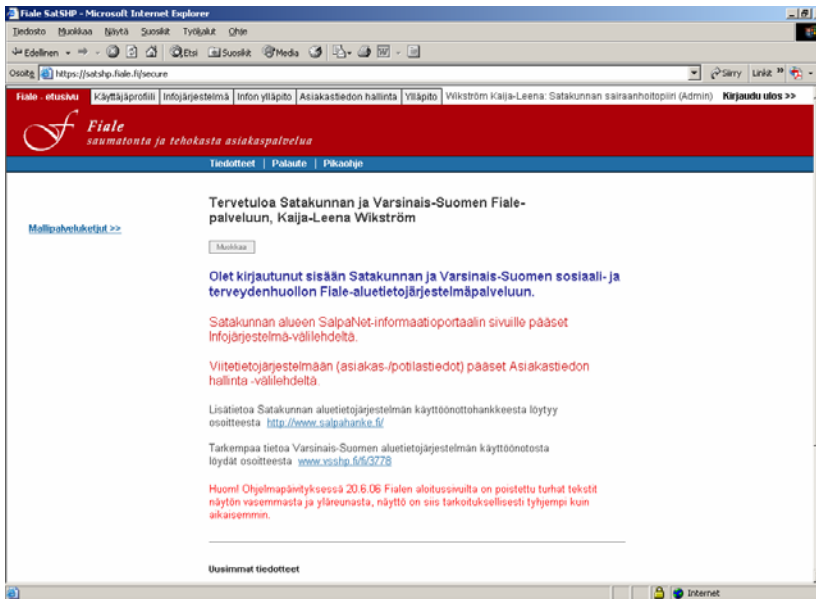 Fiale SatSHP - Microsoft Internet Explorer
Tiedosto Muokkaa Näytä Suosikit Työkalut Ohje
Edellinen Etsi Suosikit Media
Osoite https://satshp.fiale.fi/secure Siirry Linkit »
Fiale - etusivu Käyttäjäprofiili Infojärjestelmä Infon ylläpito Asiakastiedon hallinta Ylläpito Wikström Kaija-Leena: Satakunnan sairaanhoitopiiri (Admin) Kirjaudu ulos >>
Fiale
saumatonta ja tehokasta asiakaspalvelua
Tiedotteet | Palaute | Pikaohje
Mallipalveluketjut >>
Tervetuloa Satakunnan ja Varsinais-Suomen Fiale-
palveluun, Kaija-Leena Wikström
Muokkaa
Olet kirjautunut sisään Satakunnan ja Varsinais-Suomen sosiaali- ja
terveydenhuollon Fiale-aluetietojärjestelmäpalveluun.
Satakunnan alueen SalpaNet-informaatioportaalin sivuille pääset
Infojärjestelmä-välilehdeltä.
Viitetietojärjestelmään (asiakas-/potilastiedot) pääset Asiakastiedon
hallinta -välilehdeltä.
Lisätietoa Satakunnan aluetietojärjestelmän käyttöönottohankkeesta löytyy
osoitteesta http://www.salpahanke.fi/
Tarkempaa tietoa Varsinais-Suomen aluetietojärjestelmän käyttöönotosta
löydät osoitteesta www.vsshp.fi/fi/3778
Huom! Ohjelmapäivityksessä 20.6.06 Fialen aloitussivuilta on poistettu turhat tekstit
näytön vasemmasta ja yläreunasta, näyttö on siis tarkoituksellisesti tyhjempi kuin
aikaisemmin.
Uusimmat tiedotteet
Internet